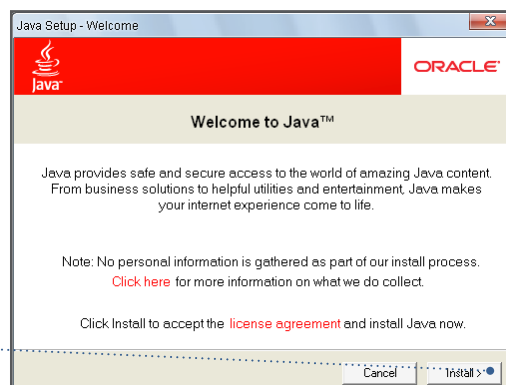 Java Setup - Welcome
Java™
ORACLE®
Welcome to Java™
Java provides safe and secure access to the world of amazing Java content.
From business solutions to helpful utilities and entertainment, Java makes
your internet experience come to life.
Note: No personal information is gathered as part of our install process.
Click here for more information on what we do collect.
Click Install to accept the license agreement and install Java now.
Cancel
Install >